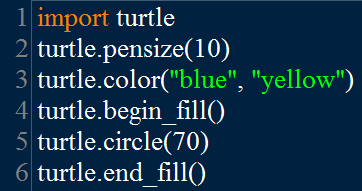 1 import turtle
2 turtle.pensize(10)
3 turtle.color("blue", "yellow")
4 turtle.begin_fill()
5 turtle.circle(70)
6 turtle.end_fill()